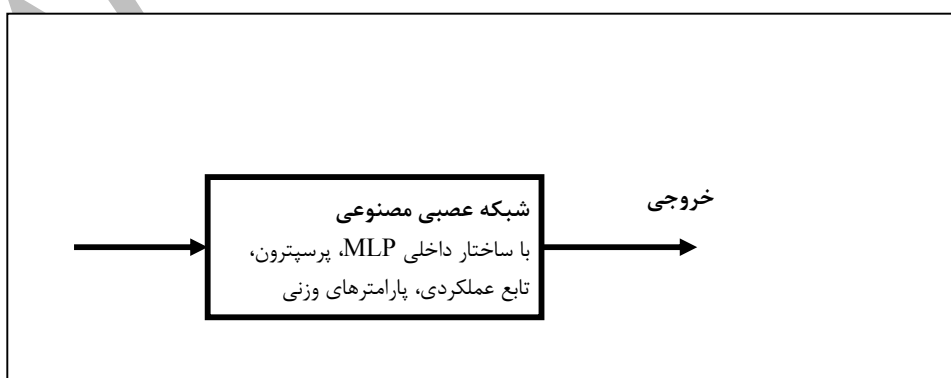 شبکه عصبی مصنوعی
با ساختار داخلی MLP، پرسپترون،
تابع عملکردی، پارامترهای وزنی
خروجی